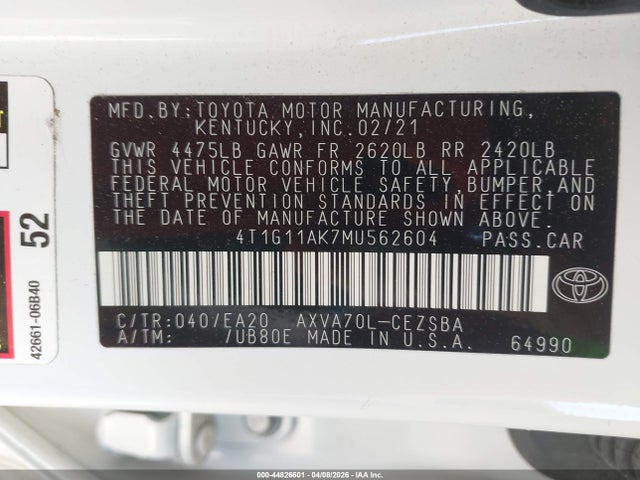 MFD.BY:TOYOTA MOTOR MANUFACTURING,
KENTUCKY,INC.02/21
GVWR 4475LB GAWR FR 2620LB RR 2420LB
THIS VEHICLE CONFORMS TO ALL APPLICABLE
FEDERAL MOTOR VEHICLE SAFETY,BUMPER,AND
THEFT PREVENTION STANDARDS IN EFFECT ON
THE DATE OF MANUFACTURE SHOWN ABOVE.
4T1G11AK7MU562604 PASS.CAR
C/TR:040/EA20 AXVA70L-CEZSBA
A/TM: /UB80E MADE IN U.S.A. 64990
52
42661-06B40
000-44826601 - 04/08/2026 - IAAI.COM